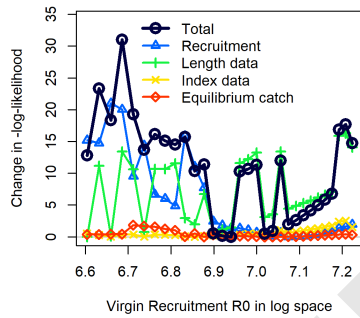 35
30
25
20
15
10
5
0
Change in -log-likelihood
Total
Recruitment
Length data
Index data
Equilibrium catch
6.6 6.7 6.8 6.9 7.0 7.1 7.2
Virgin Recruitment R0 in log space